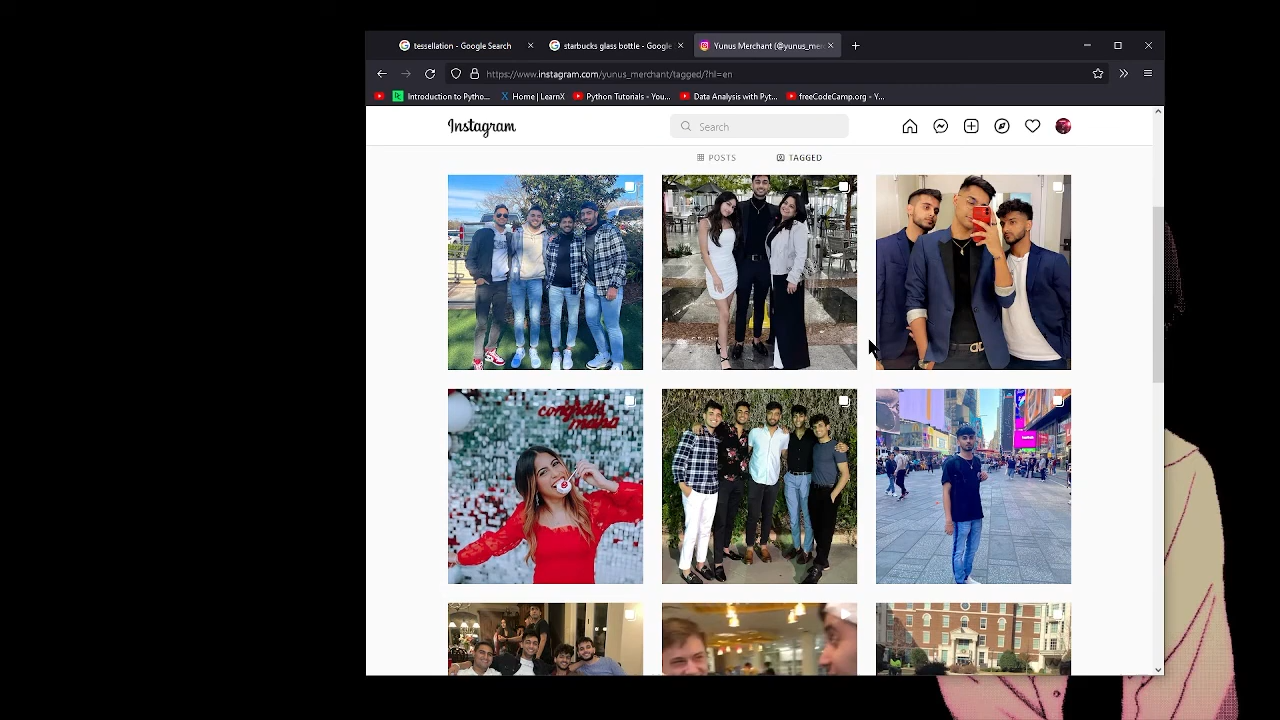 tessellation - Google Search
starbucks glass bottle - Google
Yunus Merchant (@yunus_mer
https://www.instagram.com/yunus_merchant/tagged/?hl=en
Introduction to Pytho...
Home | LearnX
Python Tutorials - You...
Data Analysis with Pyt...
freeCodeCamp.org - Y...
Instagram
Search
POSTS
TAGGED
congrats
maha